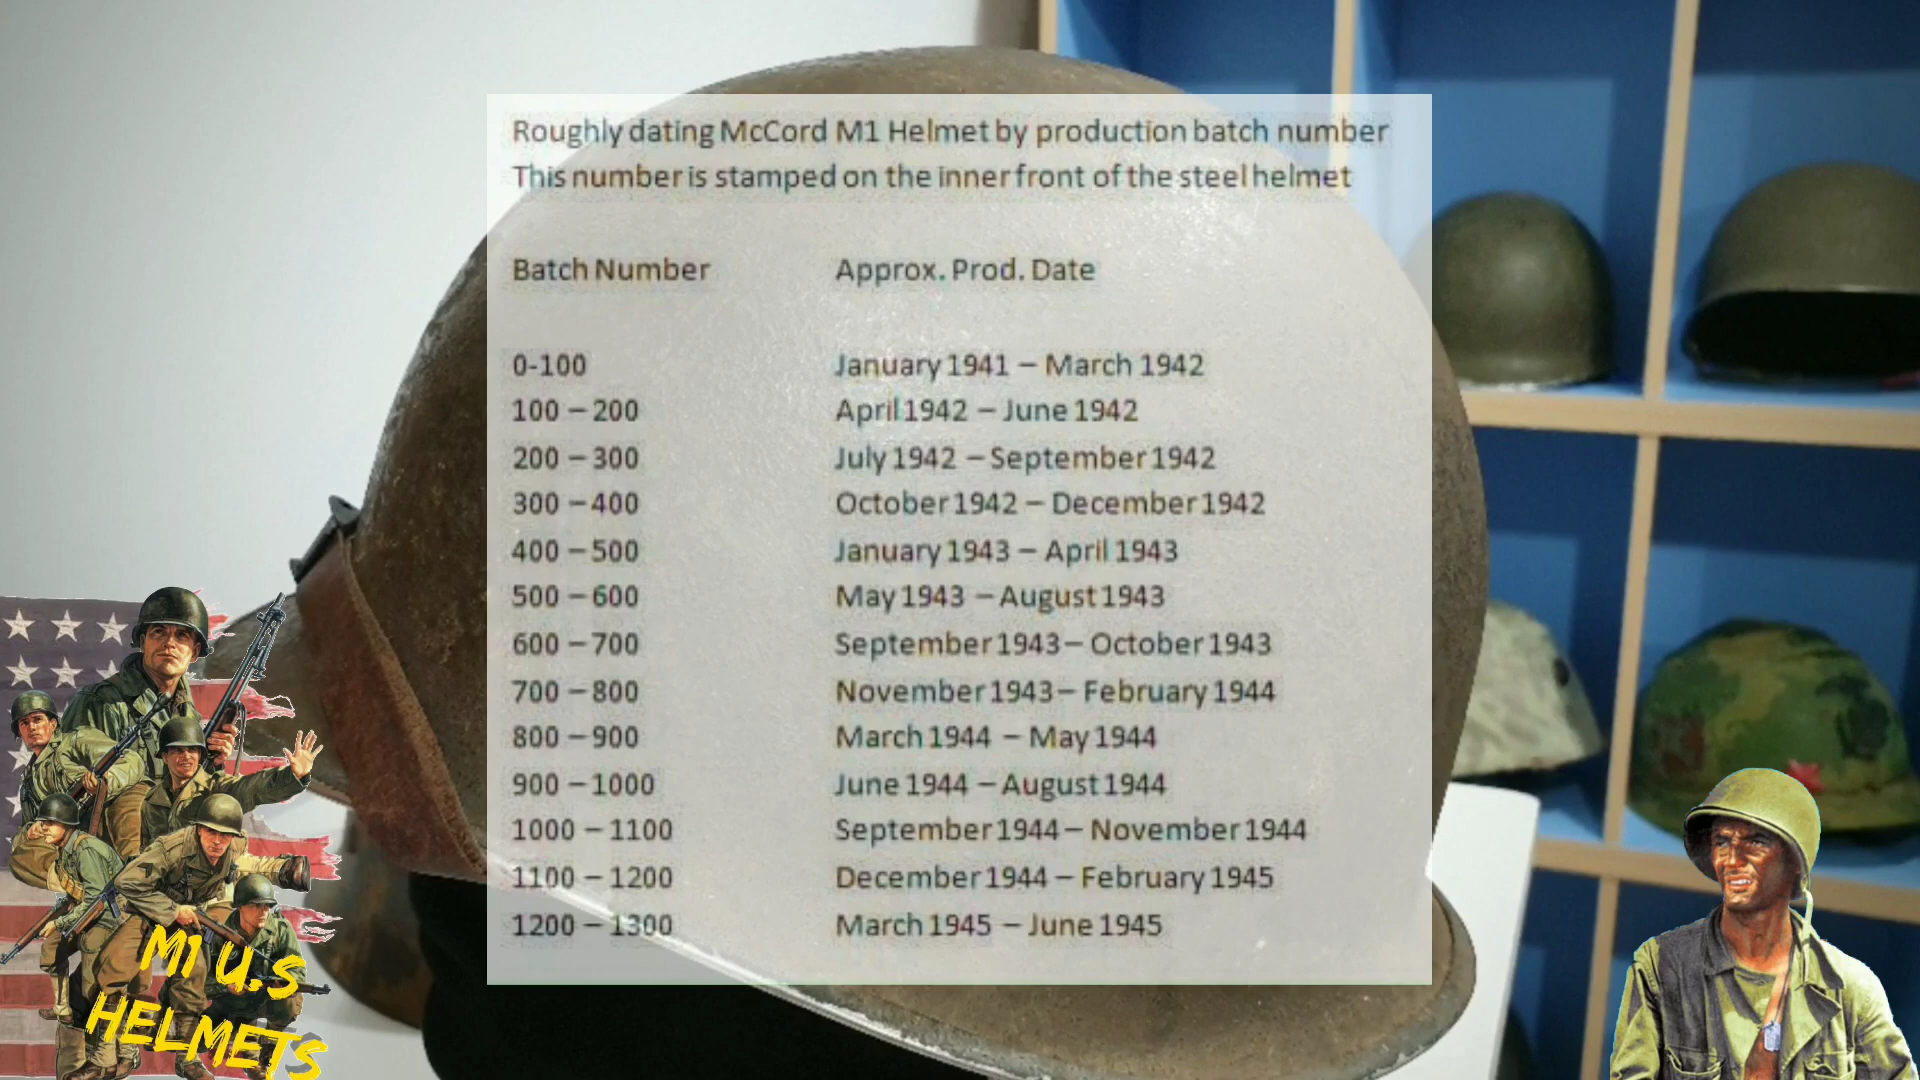 Roughly dating McCord M1 Helmet by production batch number
This number is stamped on the inner front of the steel helmet
Batch Number Approx. Prod. Date
0-100 January 1941 – March 1942
100 – 200 April 1942 – June 1942
200 – 300 July 1942 – September 1942
300 – 400 October 1942 – December 1942
400 – 500 January 1943 – April 1943
500 – 600 May 1943 – August 1943
600 – 700 September 1943 – October 1943
700 – 800 November 1943 – February 1944
800 – 900 March 1944 – May 1944
900 – 1000 June 1944 – August 1944
1000 – 1100 September 1944 – November 1944
1100 – 1200 December 1944 – February 1945
1200 – 1300 March 1945 – June 1945
M1 U.S
HELMETS